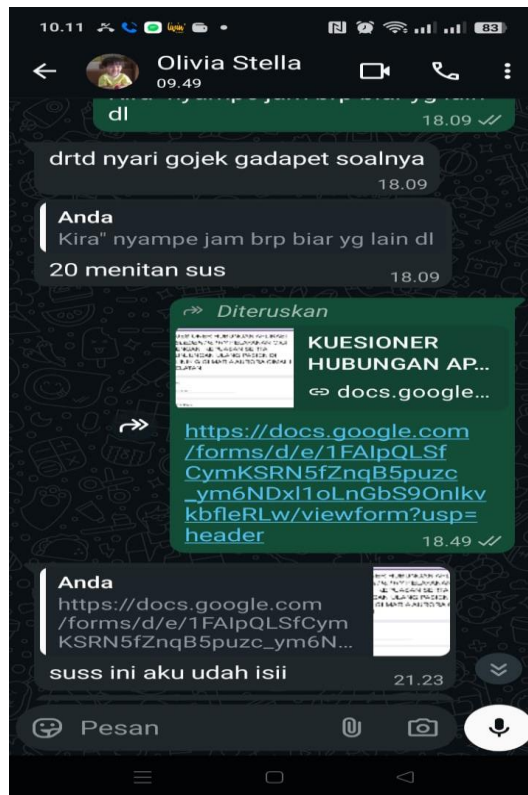 10.11
83
Olivia Stella
09.49
dl
18.09
drtd nyari gojek gadapet soalnya
18.09
Anda
Kira" nyampe jam brp biar yg lain dl
20 menitan sus
18.09
Diteruskan
KUESIONER
HUBUNGAN AP...
docs.google...
https://docs.google.com
/forms/d/e/1FAIpQLSf
CymKSRN5fZnqB5puzc
_ym6NDxl1oLnGbS9OnIkv
kbfleRLw/viewform?usp=
header
18.49
Anda
https://docs.google.com
/forms/d/e/1FAIpQLSfCym
KSRN5fZnqB5puzc_ym6N...
suss ini aku udah isii
21.23
Pesan